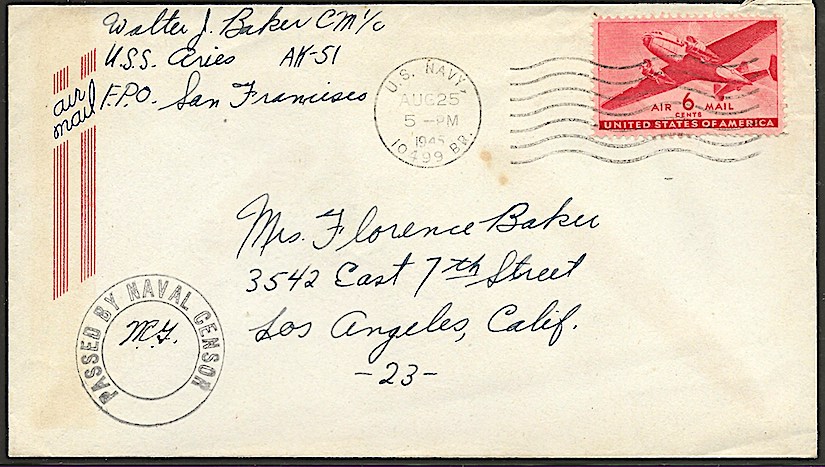 Walter J. Baker CM 1/c
U.S.S. Aries AK-51
F.P.O. San Francisco
air mail
U.S. NAVY
AUG 25
5 - PM
1945
10499 BR.
AIR 6 MAIL
CENTS
UNITED STATES OF AMERICA
Mrs. Florence Baker
3542 East 7th Street
Los Angeles, Calif.
-23-
PASSED BY NAVAL CENSOR